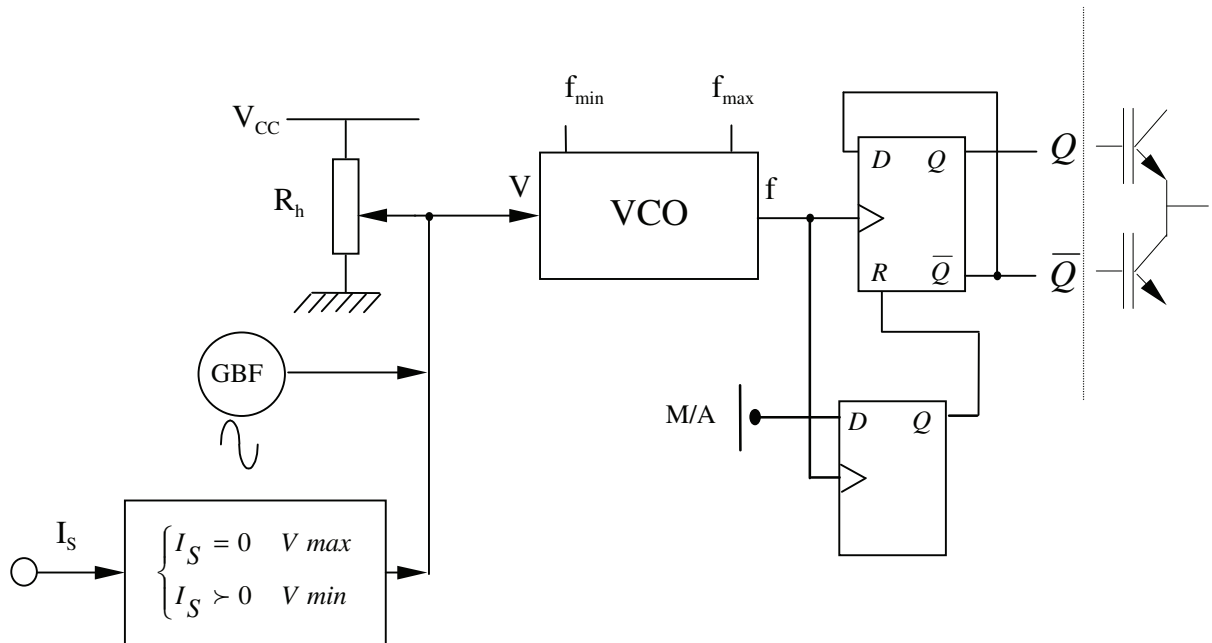 f_min
f_max
V_CC
R_h
V
VCO
f
D Q
R Q̅
Q
Q̅
GBF
M/A
D Q
I_S
I_S = 0 V max
I_S ≻ 0 V min